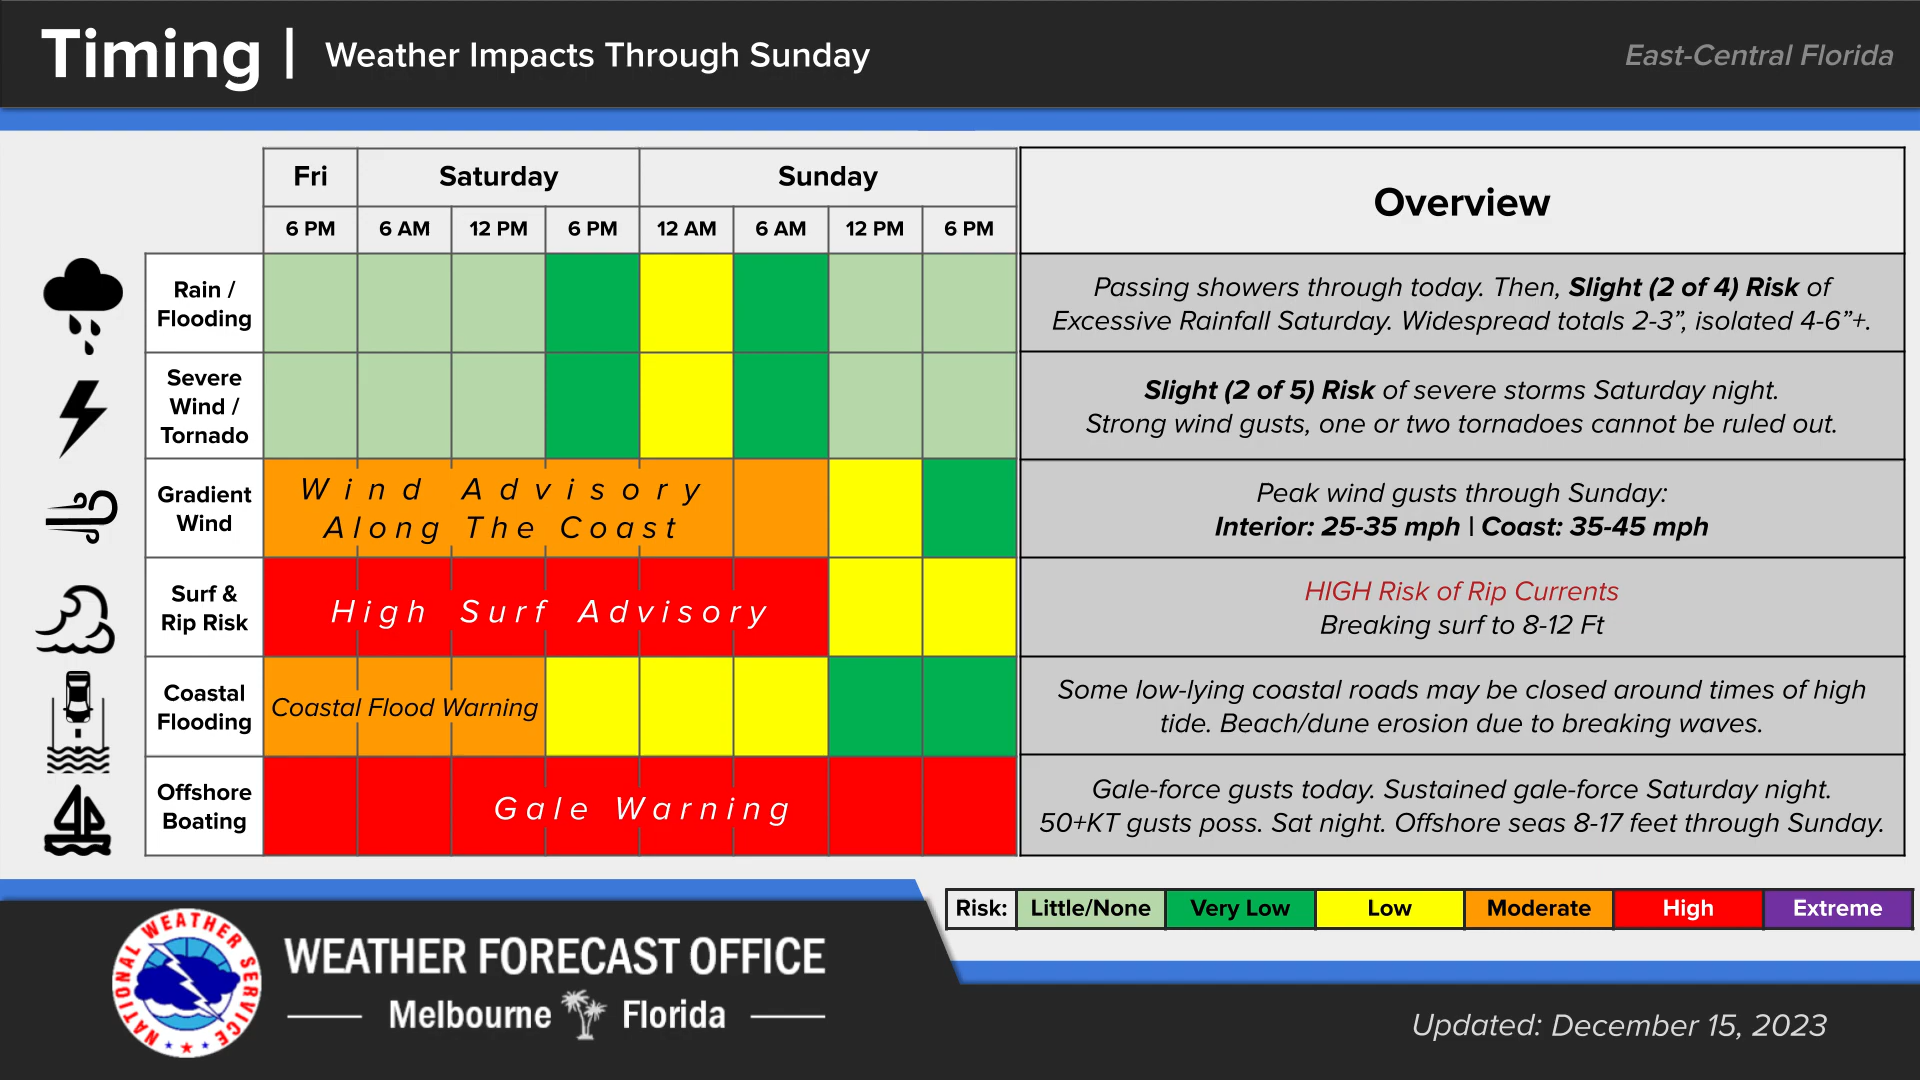 Timing | Weather Impacts Through Sunday
East-Central Florida
Fri Saturday Sunday
Overview
6 PM 6 AM 12 PM 6 PM 12 AM 6 AM 12 PM 6 PM
Rain /
Flooding
Passing showers through today. Then, Slight (2 of 4) Risk of
Excessive Rainfall Saturday. Widespread totals 2-3”, isolated 4-6”+.
Severe
Wind /
Tornado
Slight (2 of 5) Risk of severe storms Saturday night.
Strong wind gusts, one or two tornadoes cannot be ruled out.
Gradient
Wind
Wind Advisory
Along The Coast
Peak wind gusts through Sunday:
Interior: 25-35 mph | Coast: 35-45 mph
Surf &
Rip Risk
High Surf Advisory
HIGH Risk of Rip Currents
Breaking surf to 8-12 Ft
Coastal
Flooding
Coastal Flood Warning
Some low-lying coastal roads may be closed around times of high
tide. Beach/dune erosion due to breaking waves.
Offshore
Boating
Gale Warning
Gale-force gusts today. Sustained gale-force Saturday night.
50+KT gusts poss. Sat night. Offshore seas 8-17 feet through Sunday.
Risk: Little/None Very Low Low Moderate High Extreme
NATIONAL WEATHER SERVICE
WEATHER FORECAST OFFICE
Melbourne Florida
Updated: December 15, 2023